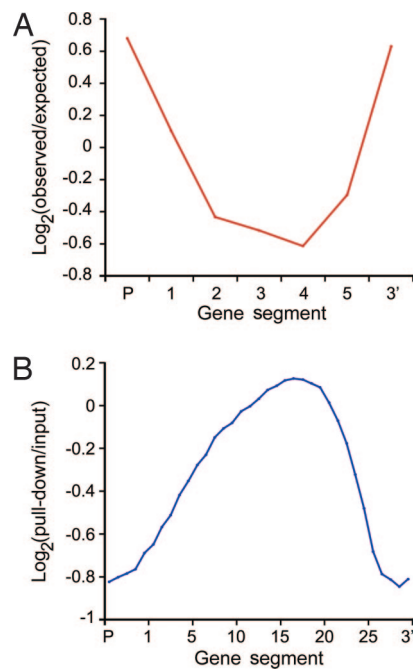 A
Log2(observed/expected)
0.8
0.6
0.4
0.2
0
-0.2
-0.4
-0.6
0.8
P 1 2 3 4 5 3'
Gene segment
B
Log2(pull-down/input)
0.2
0
-0.2
-0.4
-0.6
-0.8
-1
P 1 5 10 15 20 25 3'
Gene segment